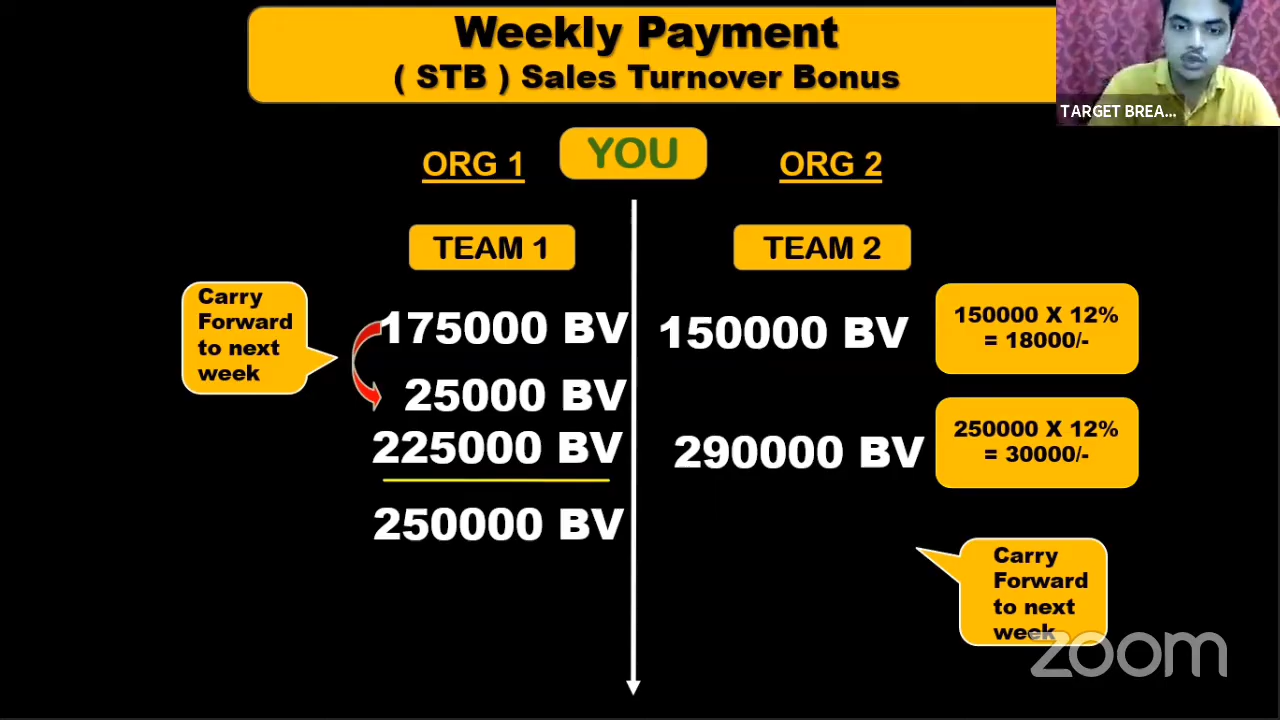 Weekly Payment
( STB ) Sales Turnover Bonus
TARGET BREA...
ORG 1
YOU
ORG 2
TEAM 1
TEAM 2
Carry
Forward
to next
week
175000 BV
150000 BV
150000 X 12%
= 18000/-
25000 BV
225000 BV
290000 BV
250000 X 12%
= 30000/-
250000 BV
Carry
Forward
to next
week
zoom